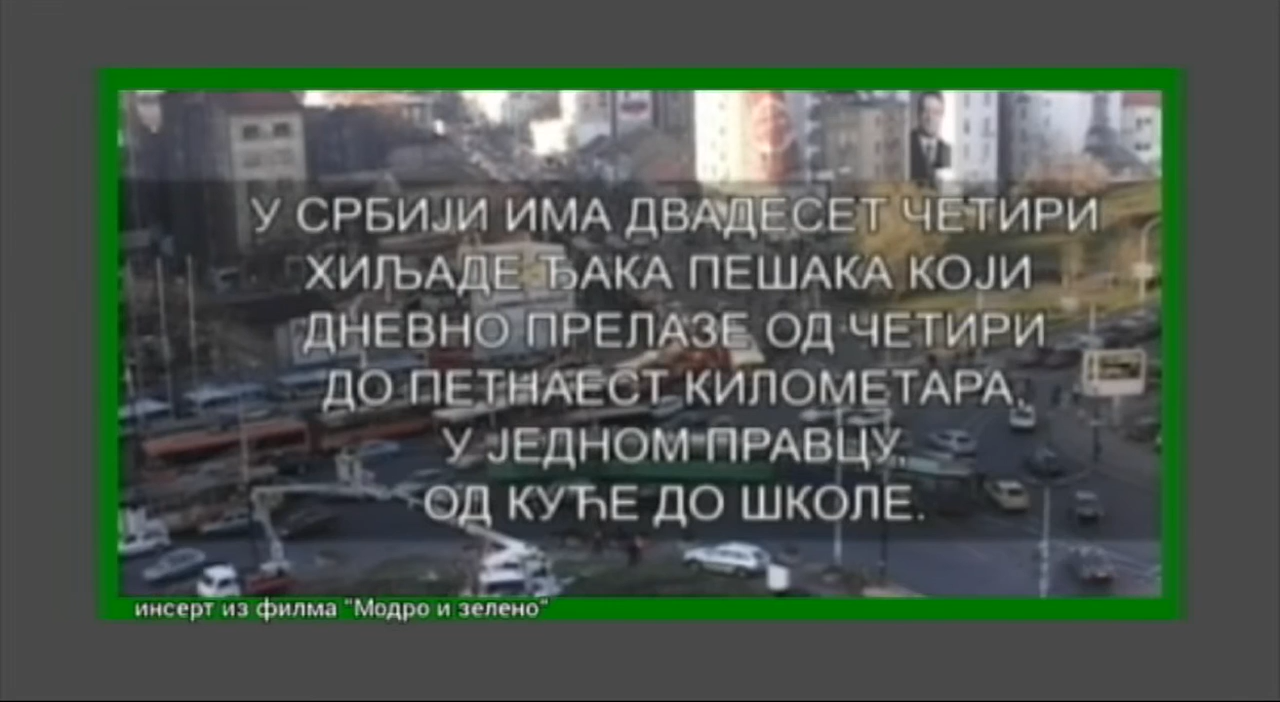 У СРБИЈИ ИМА ДВАДЕСЕТ ЧЕТИРИ
ХИЉАДЕ ЂАКА ПЕШАКА КОЈИ
ДНЕВНО ПРЕЛАЗЕ ОД ЧЕТИРИ
ДО ПЕТНАЕСТ КИЛОМЕТАРА,
У ЈЕДНОМ ПРАВЦУ,
ОД КУЋЕ ДО ШКОЛЕ.
инсерт из филма "Модро и зелено"